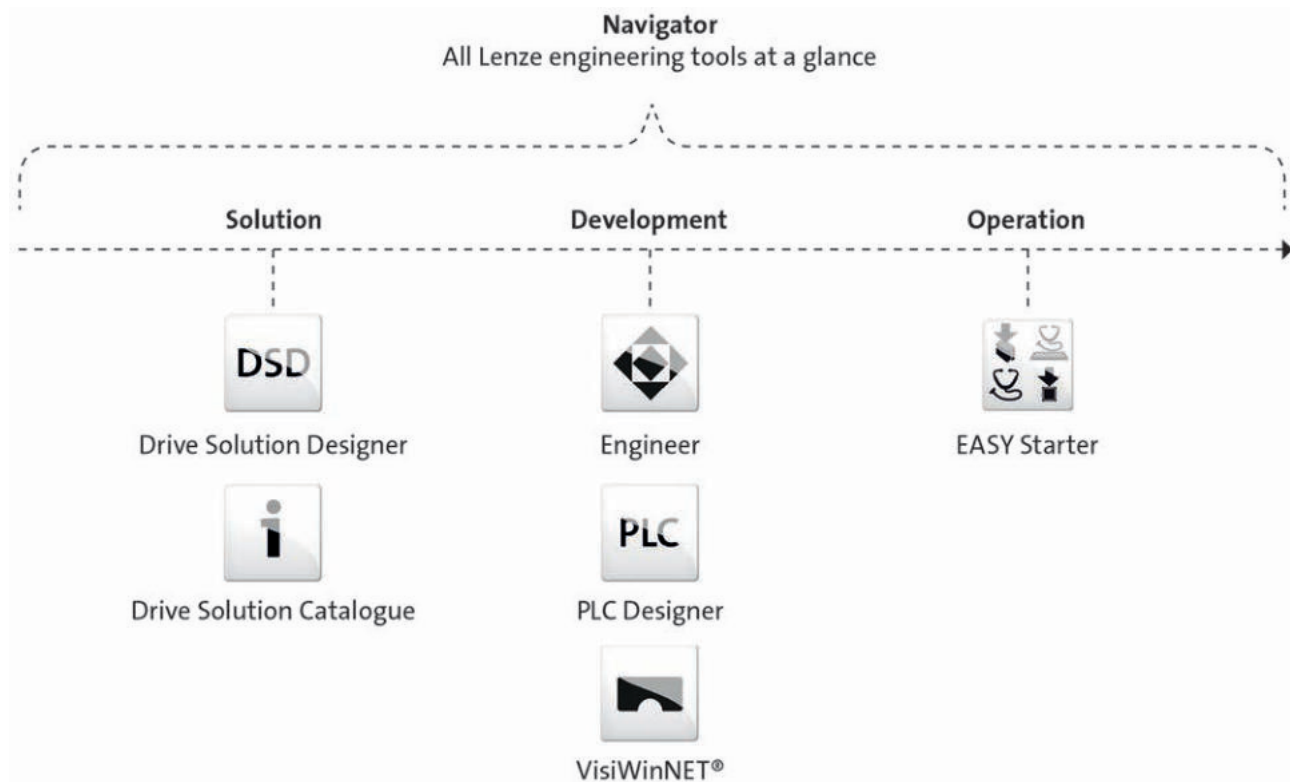 Navigator
All Lenze engineering tools at a glance
Solution
Development
Operation
DSD
Drive Solution Designer
Engineer
EASY Starter
i
Drive Solution Catalogue
PLC
PLC Designer
VisiWinNET®